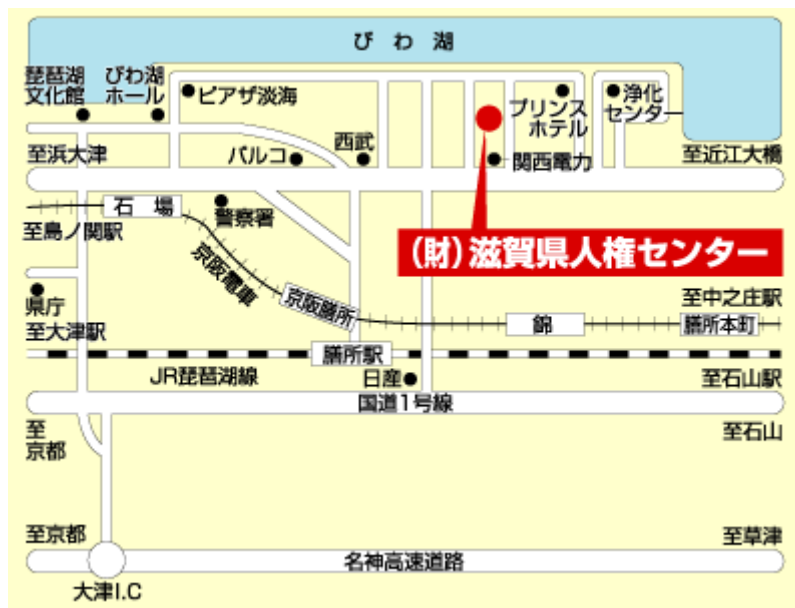 びわ湖
琵琶湖
文化館
びわ湖
ホール
ピアザ淡海
プリンス
ホテル
浄化
センター
西武
パルコ
関西電力
至浜大津
至近江大橋
石場
警察署
至島ノ関駅
(財)滋賀県人権センター
京阪電車
県庁
京阪膳所
至中之庄駅
至大津駅
錦
膳所本町
膳所駅
JR琵琶湖線
日産
至石山駅
国道1号線
至
京都
至石山
至京都
至草津
名神高速道路
大津I.C